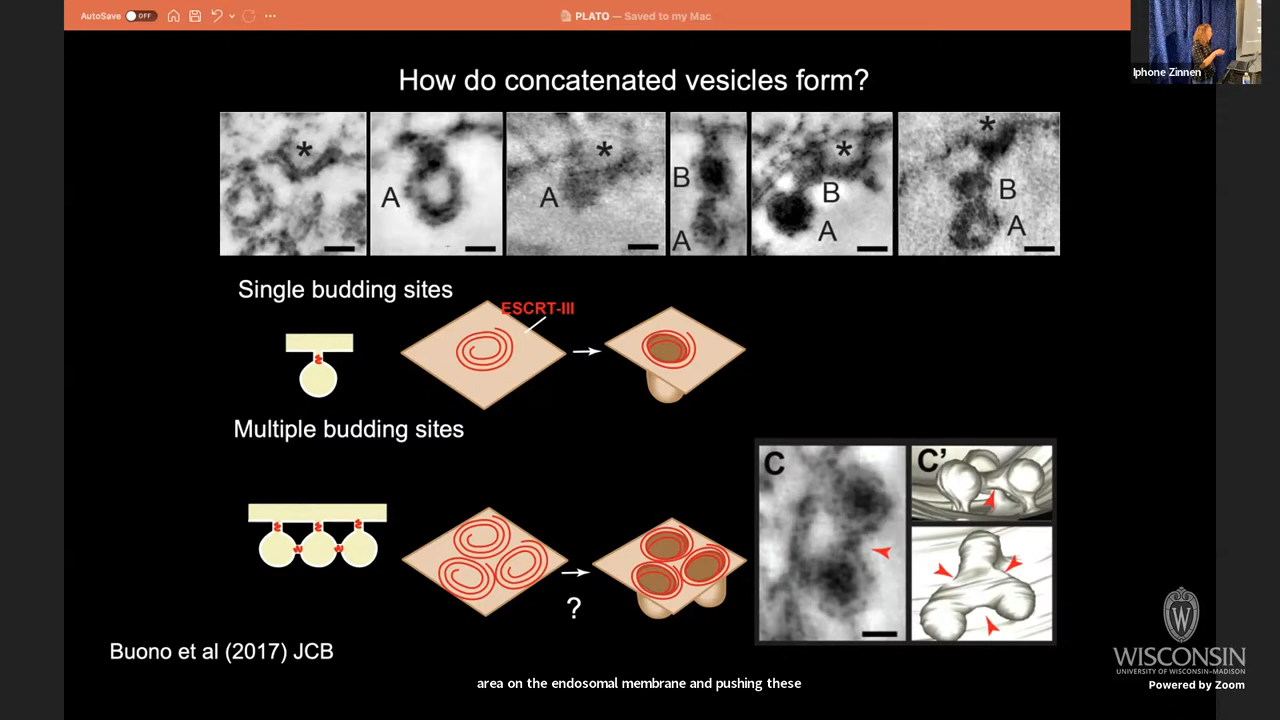 AutoSave OFF
PLATO — Saved to my Mac
Iphone Zinnen
How do concatenated vesicles form?
*
A
*
A
*
B
A
*
B
A
*
B
A
Single budding sites
ESCRT-III
Multiple budding sites
?
C
C’
Buono et al (2017) JCB
W
WISCONSIN
UNIVERSITY OF WISCONSIN–MADISON
Powered by Zoom
area on the endosomal membrane and pushing these